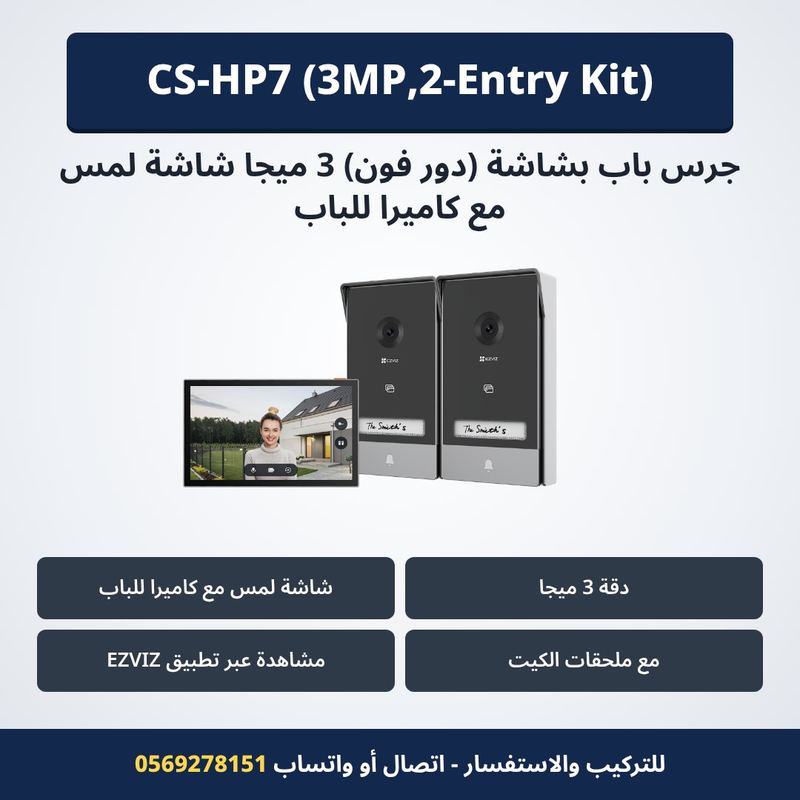 CS-HP7 (3MP,2-Entry Kit)
جرس باب بشاشة (دور فون) 3 ميجا شاشة لمس
مع كاميرا للباب
EZVIZ
EZVIZ
The Smith's
The Smith's
دقة 3 ميجا
شاشة لمس مع كاميرا للباب
مع ملحقات الكيت
مشاهدة عبر تطبيق EZVIZ
للتركيب والاستفسار - اتصال أو واتساب 0569278151